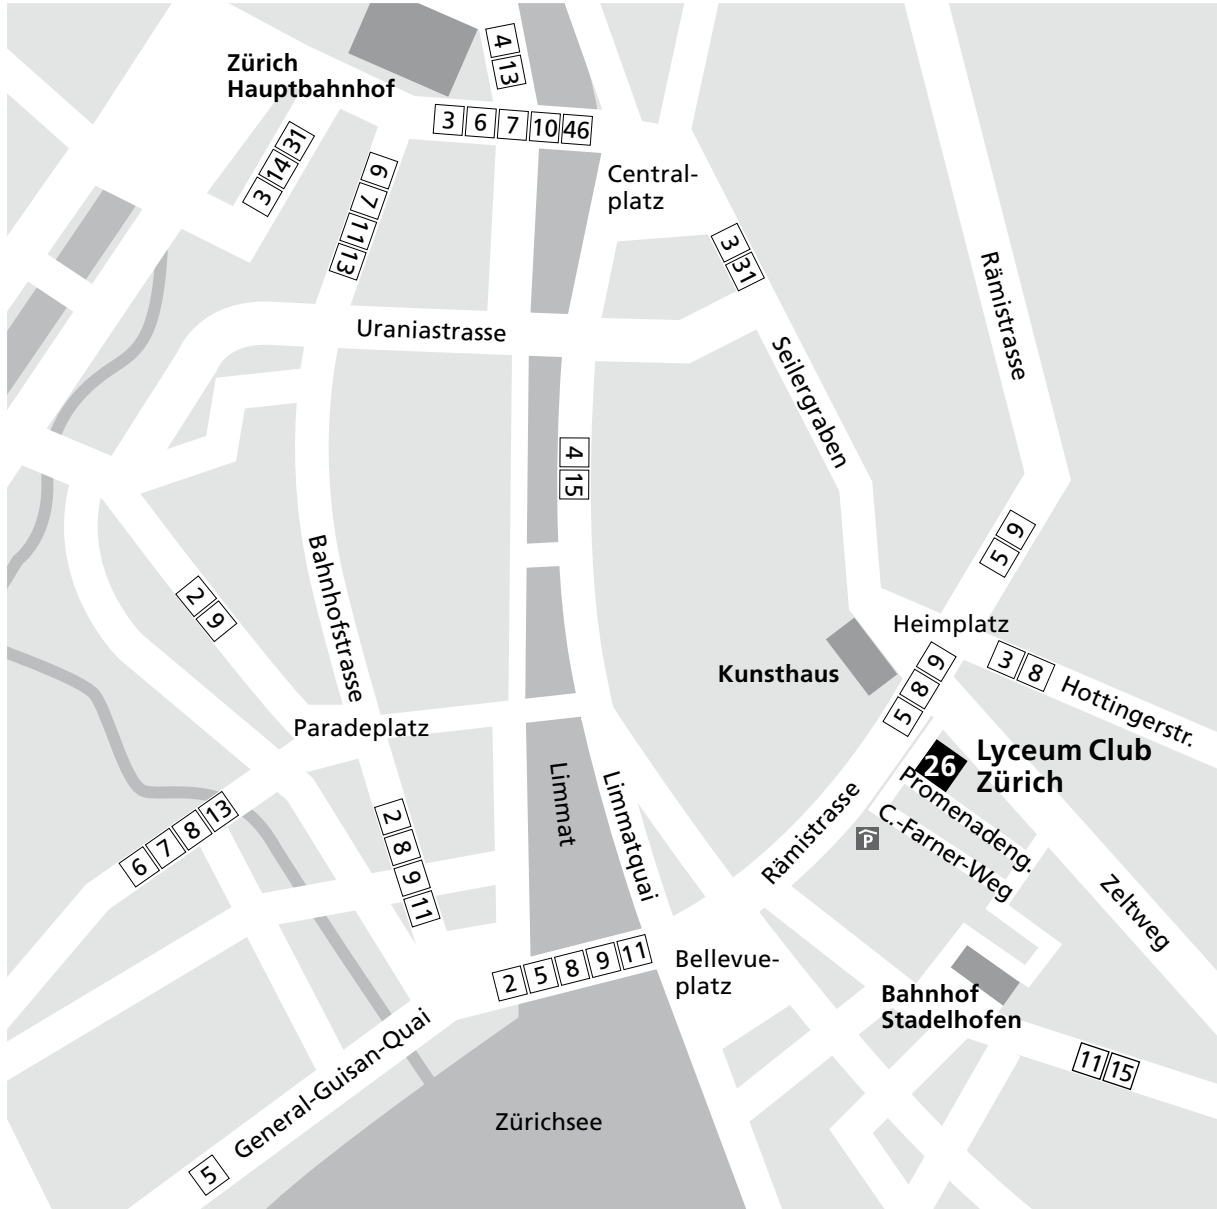 4
13
Zürich
Hauptbahnhof
3 6 7 10 46
3 14 31
6
7
11
13
Central-
platz
3
31
Rämistrasse
Uraniastrasse
Seilergraben
4
15
5 9
Bahnhofstrasse
2
9
Heimplatz
Kunsthaus
5 8 9
3 8
Hottingerstr.
Paradeplatz
Lyceum Club
Zürich
26
Promenadeng.
C.-Farner-Weg
P
Limmat
Limmatquai
Rämistrasse
6 7 8 13
2
8
9
11
Zeltweg
2 5 8 9 11
Bellevue-
platz
Bahnhof
Stadelhofen
11 15
General-Guisan-Quai
5
Zürichsee